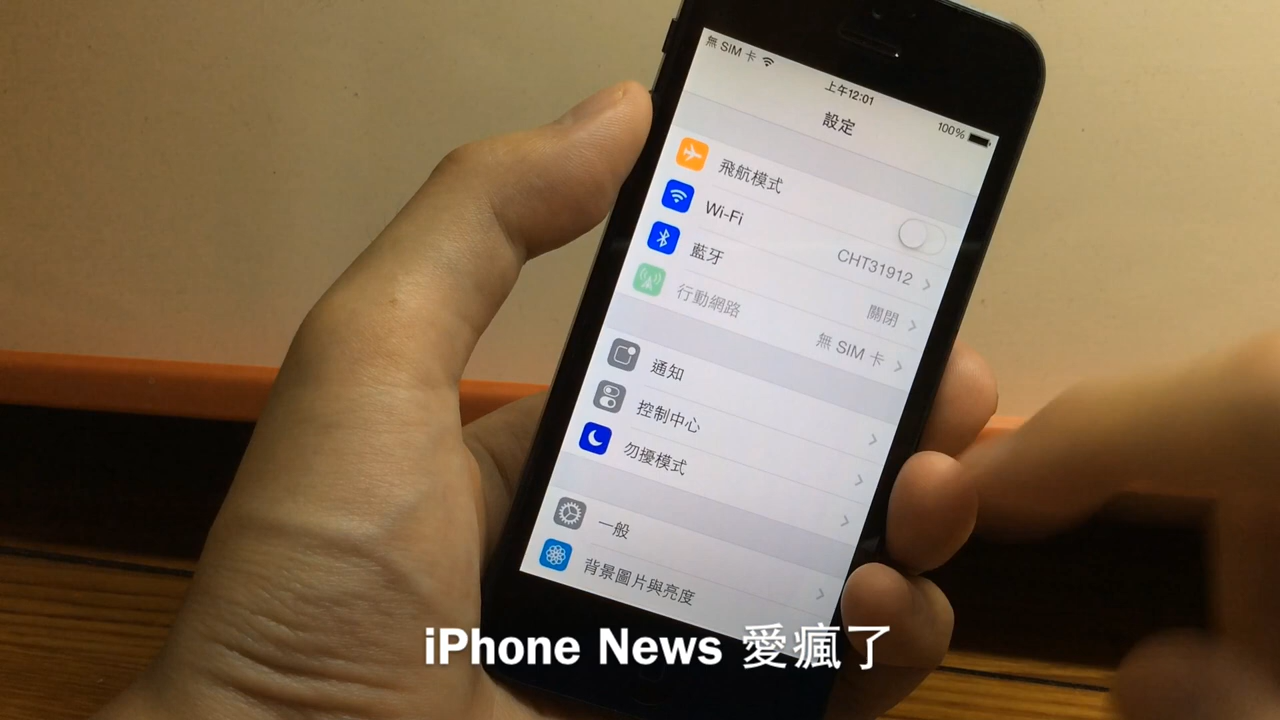 無 SIM 卡
上午12:01
100%
設定
飛航模式
Wi-Fi CHT31912
藍牙 關閉
行動網路 無 SIM 卡
通知
控制中心
勿擾模式
一般
背景圖片與亮度
iPhone News 愛瘋了